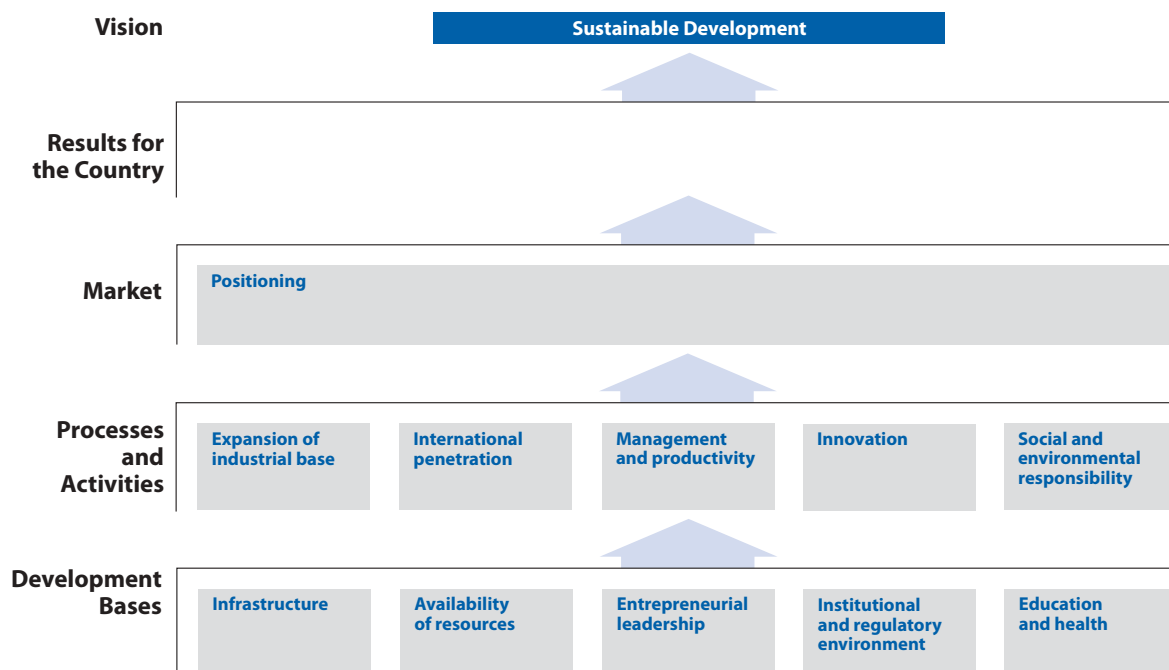 Vision
Sustainable Development
Results for
the Country
Market
Positioning
Processes
and
Activities
Expansion of
industrial base
International
penetration
Management
and productivity
Innovation
Social and
environmental
responsibility
Development
Bases
Infrastructure
Availability
of resources
Entrepreneurial
leadership
Institutional
and regulatory
environment
Education
and health